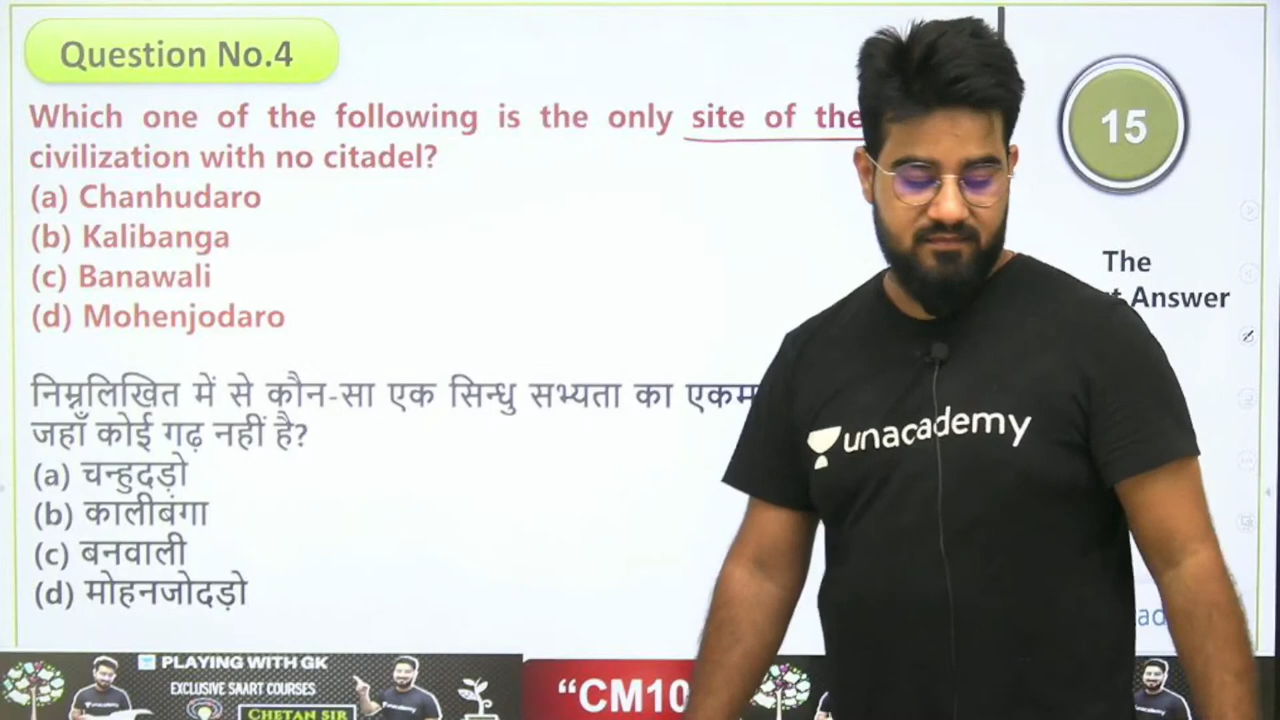 Question No.4
Which one of the following is the only site of the
civilization with no citadel?
(a) Chanhudaro
(b) Kalibanga
(c) Banawali
(d) Mohenjodaro
निम्नलिखित में से कौन-सा एक सिन्धु सभ्यता का
जहाँ कोई गढ़ नहीं है?
(a) चन्हुदड़ो
(b) कालीबंगा
(c) बनवाली
(d) मोहनजोदड़ो
15
The
Answer
unacademy
PLAYING WITH GK
EXCLUSIVE SAART COURSES
CHETAN SIR
unacademy
"CM10